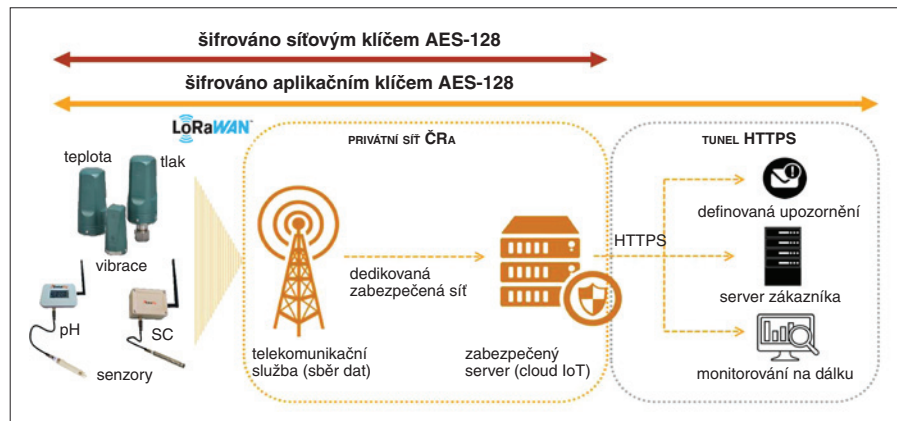 šifrováno síťovým klíčem AES-128
šifrováno aplikačním klíčem AES-128
LoRaWAN
teplota
tlak
vibrace
pH
SC
senzory
PRIVÁTNÍ SÍŤ ČRA
dedikovaná
zabezpečená síť
telekomunikační
služba (sběr dat)
zabezpečený
server (cloud IoT)
HTTPS
TUNEL HTTPS
definovaná upozornění
server zákazníka
monitorování na dálku